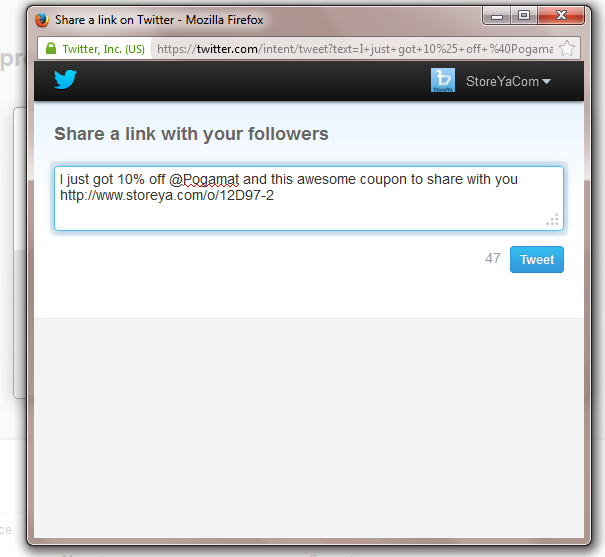 Share a link on Twitter - Mozilla Firefox
Twitter, Inc. (US) https://twitter.com/intent/tweet?text=I+just+got+10%25+off+%40Pogama
StoreYaCom
Share a link with your followers
I just got 10% off @Pogamat and this awesome coupon to share with you
http://www.storeya.com/o/12D97-2
47 Tweet